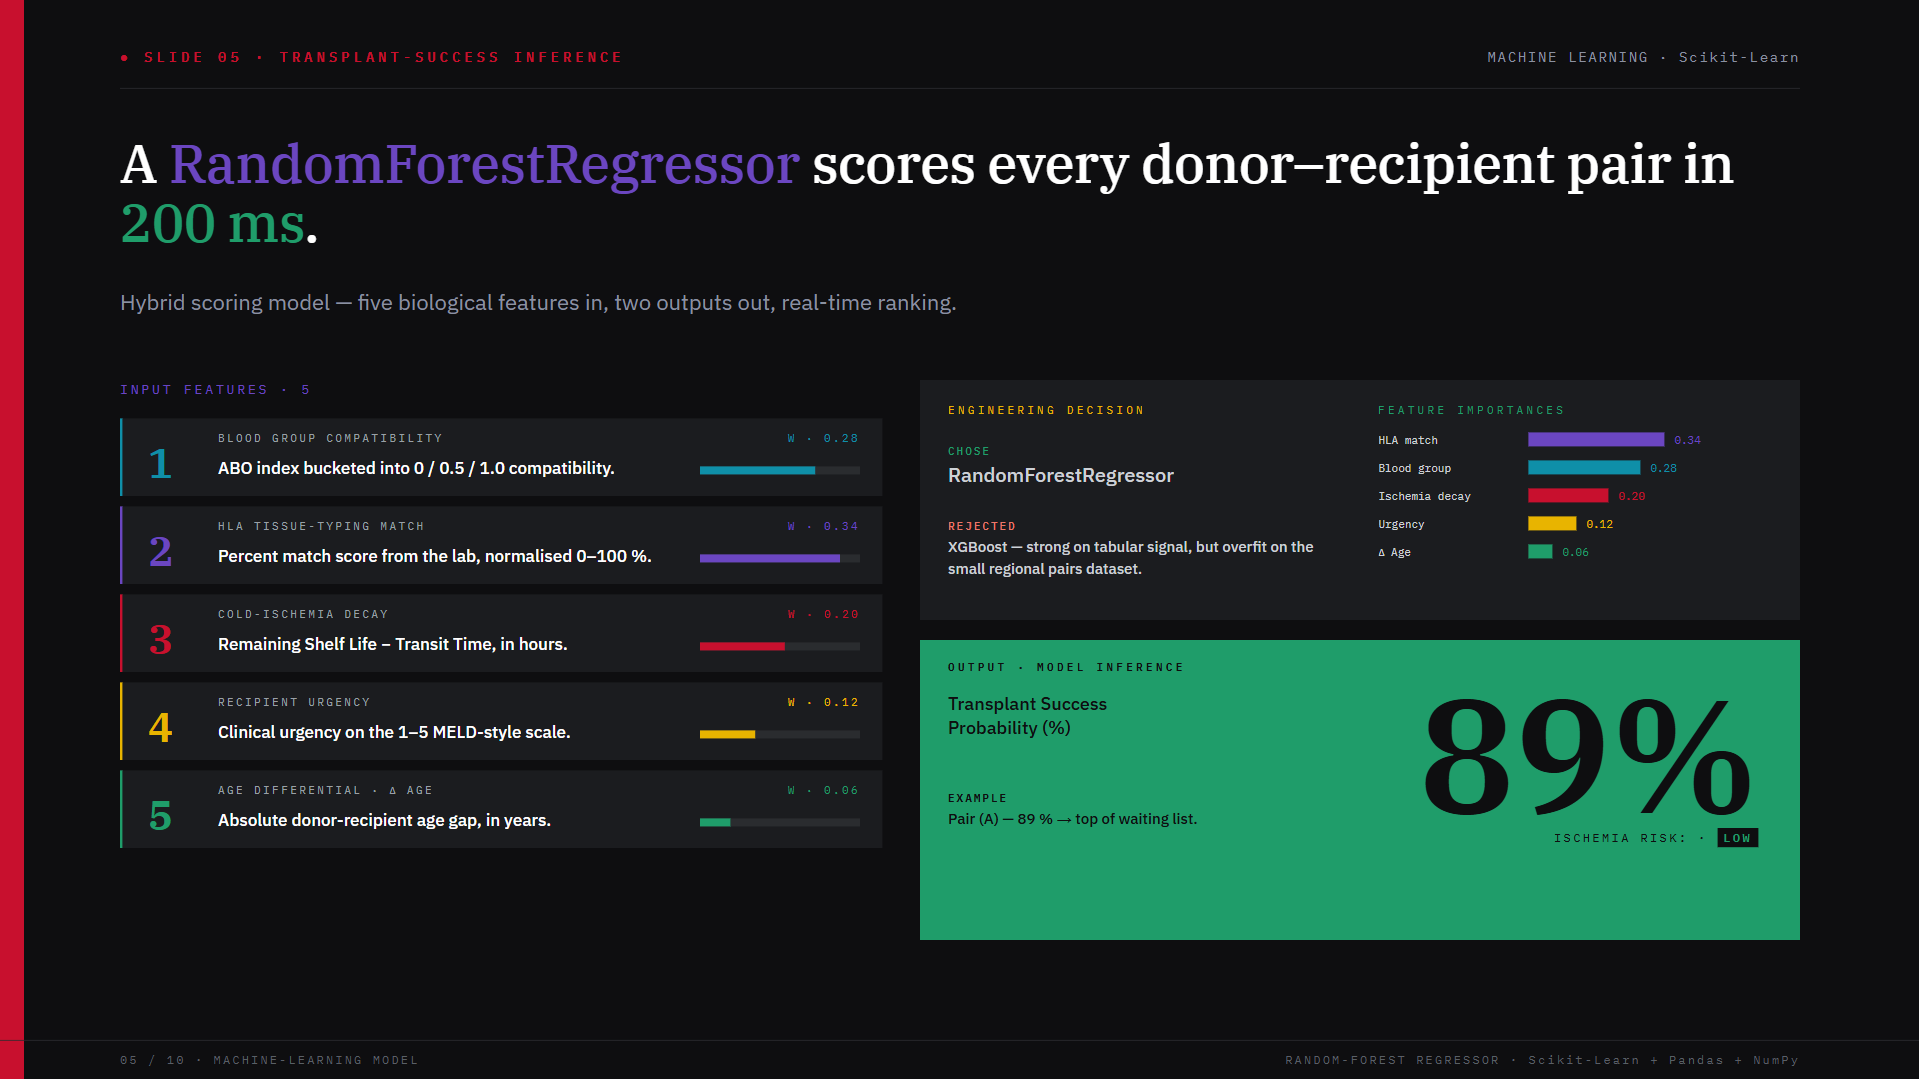 • SLIDE 05 · TRANSPLANT-SUCCESS INFERENCE
MACHINE LEARNING · Scikit-Learn
A RandomForestRegressor scores every donor–recipient pair in
200 ms.
Hybrid scoring model — five biological features in, two outputs out, real-time ranking.
INPUT FEATURES · 5
1
BLOOD GROUP COMPATIBILITY
W · 0.28
ABO index bucketed into 0 / 0.5 / 1.0 compatibility.
2
HLA TISSUE-TYPING MATCH
W · 0.34
Percent match score from the lab, normalised 0–100 %.
3
COLD-ISCHEMIA DECAY
W · 0.20
Remaining Shelf Life − Transit Time, in hours.
4
RECIPIENT URGENCY
W · 0.12
Clinical urgency on the 1–5 MELD-style scale.
5
AGE DIFFERENTIAL · Δ AGE
W · 0.06
Absolute donor-recipient age gap, in years.
ENGINEERING DECISION
CHOSE
RandomForestRegressor
REJECTED
XGBoost — strong on tabular signal, but overfit on the
small regional pairs dataset.
FEATURE IMPORTANCES
HLA match 0.34
Blood group 0.28
Ischemia decay 0.20
Urgency 0.12
Δ Age 0.06
OUTPUT · MODEL INFERENCE
Transplant Success
Probability (%)
EXAMPLE
Pair (A) — 89 % → top of waiting list.
89%
ISCHEMIA RISK: · LOW
05 / 10 · MACHINE-LEARNING MODEL
RANDOM-FOREST REGRESSOR · Scikit-Learn + Pandas + NumPy